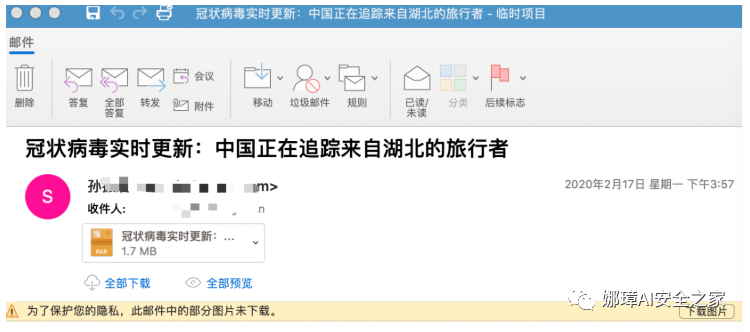 冠状病毒实时更新：中国正在追踪来自湖北的旅行者 - 临时项目
邮件
删除
答复
全部答复
转发
会议
附件
移动
垃圾邮件
规则
已读/未读
分类
后续标志
冠状病毒实时更新：中国正在追踪来自湖北的旅行者
S
孙 m>
2020年2月17日 星期一 下午3:57
收件人: n
冠状病毒实时更新：...
RAR
1.7 MB
全部下载
全部预览
为了保护您的隐私，此邮件中的部分图片未下载。
下载图片
娜璋AI安全之家